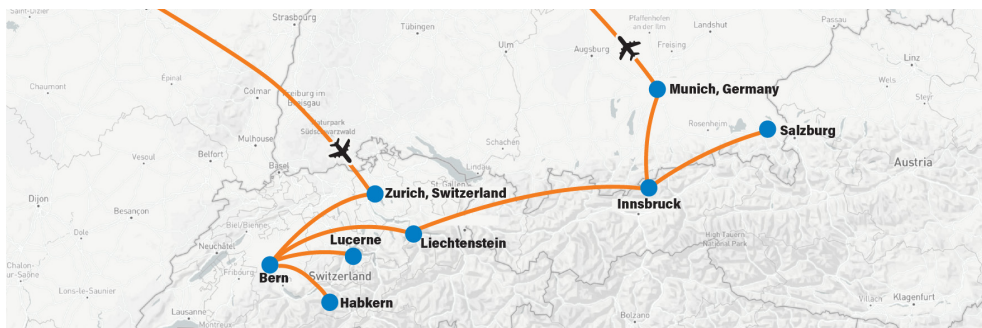 Saint-Dizier
Strasbourg
Tübingen
Ulm
Augsburg
Pfaffenhofen
an der Ilm
Freising
Landshut
Passau
Linz
Wels
Steyr
Chaumont
Épinal
Colmar
Freiburg im
Breisgau
Naturpark
Südschwarzwald
Munich, Germany
Rosenheim
Salzburg
Mulhouse
Belfort
Vesoul
Basel
Schachen
Lindau
Austria
Dijon
Besançon
Dole
Zurich, Switzerland
St. Gallen
Innsbruck
Biel/Bienne
Neuchâtel
Lucerne
Liechtenstein
High Tauern
National Park
Chalon-
sur-Saône
Lons-le-Saunier
Fribourg
Bern
Switzerland
Habkern
Lausanne
Montreux
Bolzano
Villach
Klagenfurt